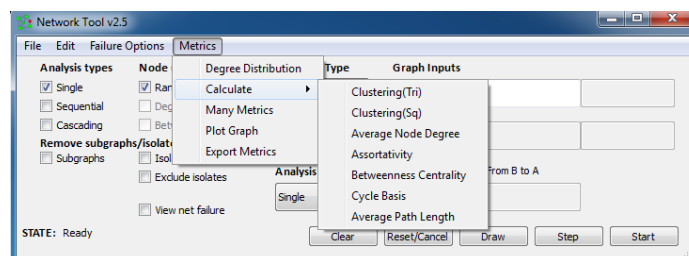 Network Tool v2.5
File Edit Failure Options Metrics
Analysis types Node Type Graph Inputs
Single Ran Degree Distribution
Sequential Deg Calculate Clustering(Tri)
Cascading Bet Many Metrics Clustering(Sq)
Remove subgraphs/isolat Plot Graph Average Node Degree
Subgraphs Isol Export Metrics Assortativity
Exclude isolates Analysis Betweenness Centrality From B to A
Single Cycle Basis
View net failure Average Path Length
STATE: Ready Clear Reset/Cancel Draw Step Start